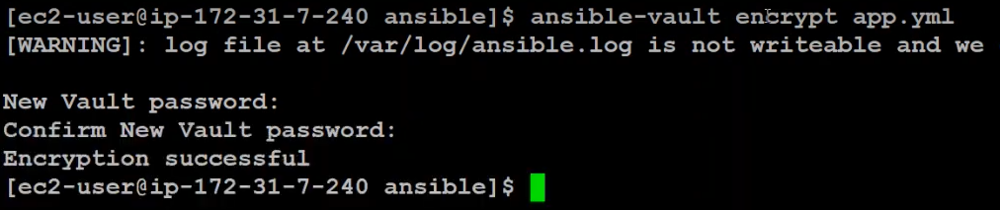 [ec2-user@ip-172-31-7-240 ansible]$ ansible-vault encrypt app.yml
[WARNING]: log file at /var/log/ansible.log is not writeable and we
New Vault password:
Confirm New Vault password:
Encryption successful
[ec2-user@ip-172-31-7-240 ansible]$